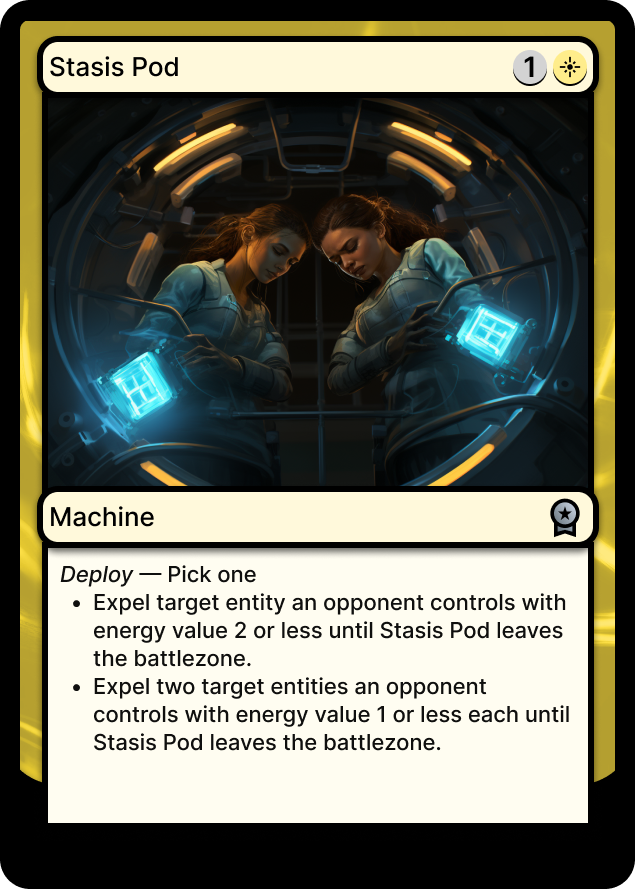 Stasis Pod 1
Machine
Deploy — Pick one
• Expel target entity an opponent controls with
energy value 2 or less until Stasis Pod leaves
the battlezone.
• Expel two target entities an opponent
controls with energy value 1 or less each until
Stasis Pod leaves the battlezone.